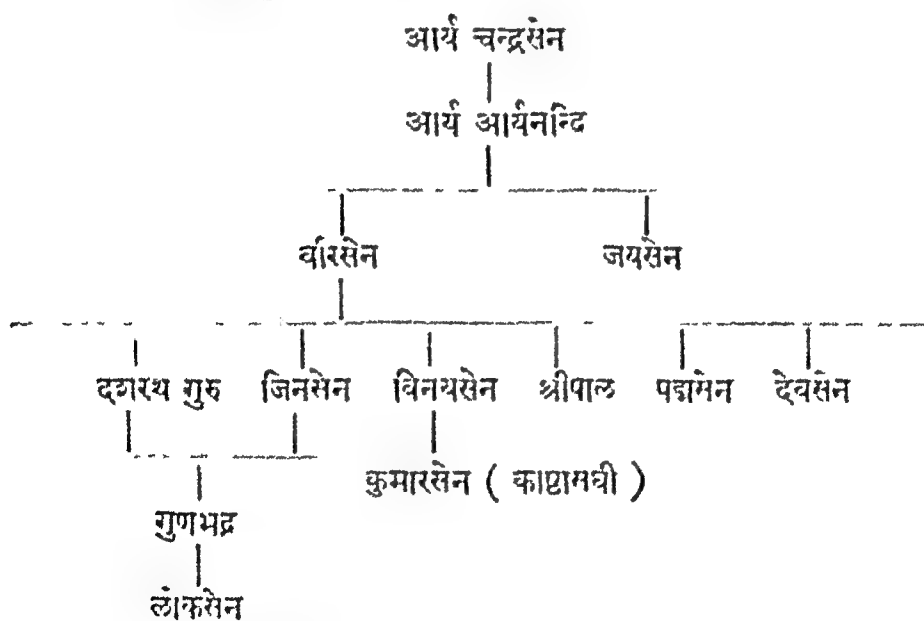 आर्य चन्द्रसेन
आर्य आर्यनन्दि
वीरसेन जयसेन
दशरथ गुरु जिनसेन विनयसेन श्रीपाल पद्मसेन देवसेन
कुमारसेन ( काष्ठासंघी )
गुणभद्र
लोकसेन